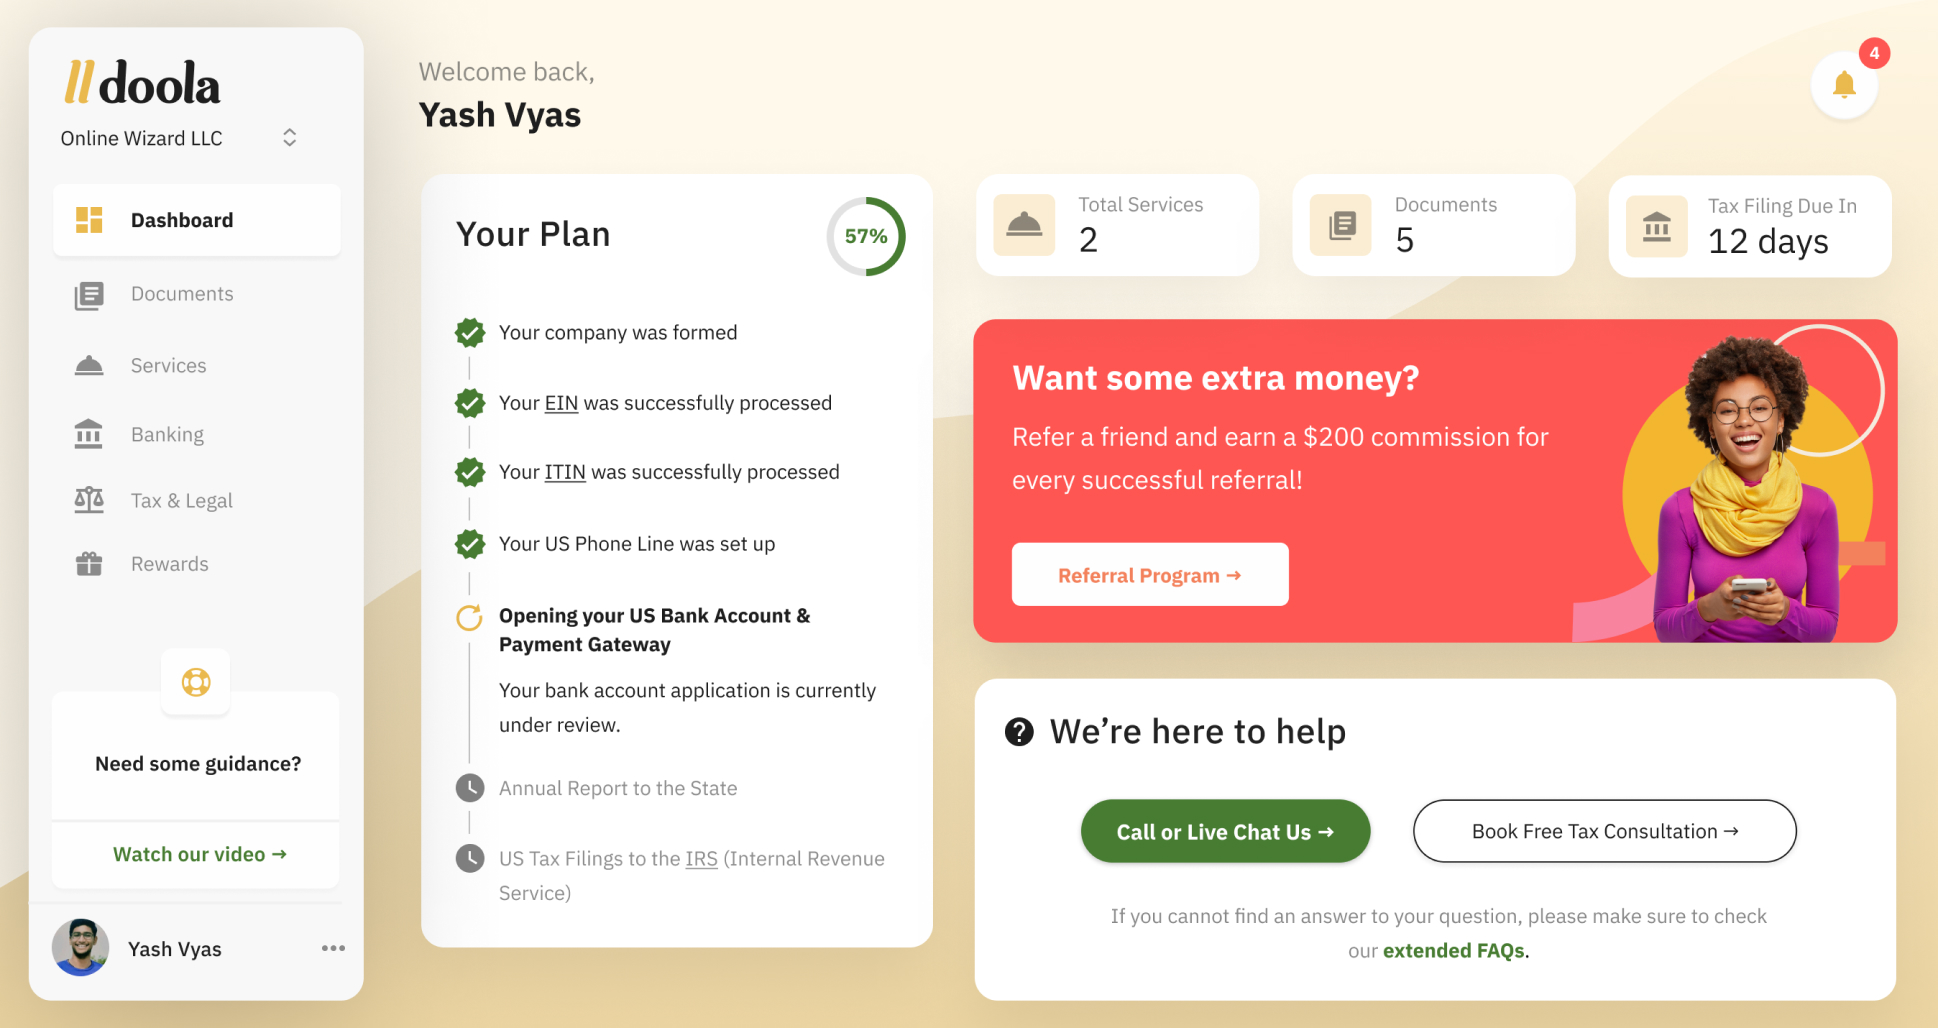 doola
Online Wizard LLC
Dashboard
Documents
Services
Banking
Tax & Legal
Rewards
Need some guidance?
Watch our video →
Yash Vyas
Welcome back,
Yash Vyas
4
Your Plan
57%
Your company was formed
Your EIN was successfully processed
Your ITIN was successfully processed
Your US Phone Line was set up
Opening your US Bank Account &
Payment Gateway
Your bank account application is currently
under review.
Annual Report to the State
US Tax Filings to the IRS (Internal Revenue
Service)
Total Services
2
Documents
5
Tax Filing Due In
12 days
Want some extra money?
Refer a friend and earn a $200 commission for
every successful referral!
Referral Program →
We’re here to help
Call or Live Chat Us →
Book Free Tax Consultation →
If you cannot find an answer to your question, please make sure to check
our extended FAQs.